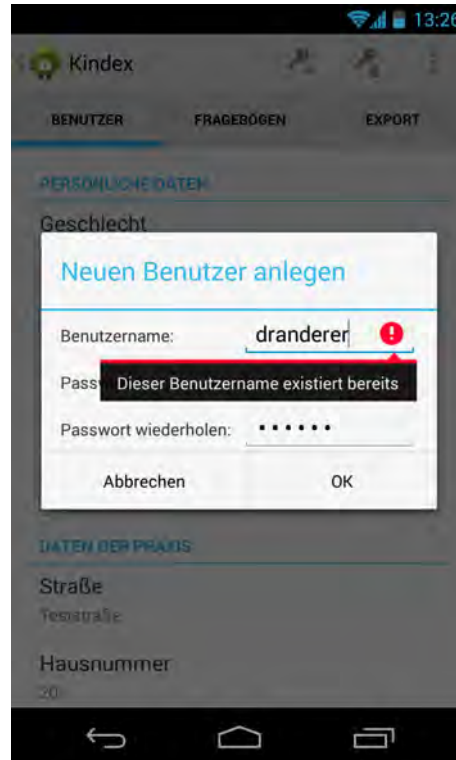 13:26
Kindex
BENUTZER FRAGEBÖGEN EXPORT
PERSÖNLICHE DATEN
Geschlecht
Neuen Benutzer anlegen
Benutzername: dranderer
Pass
Dieser Benutzername existiert bereits
Passwort wiederholen: ••••••
Abbrechen OK
DATEN DER PRAXIS
Straße
Teststraße
Hausnummer
20